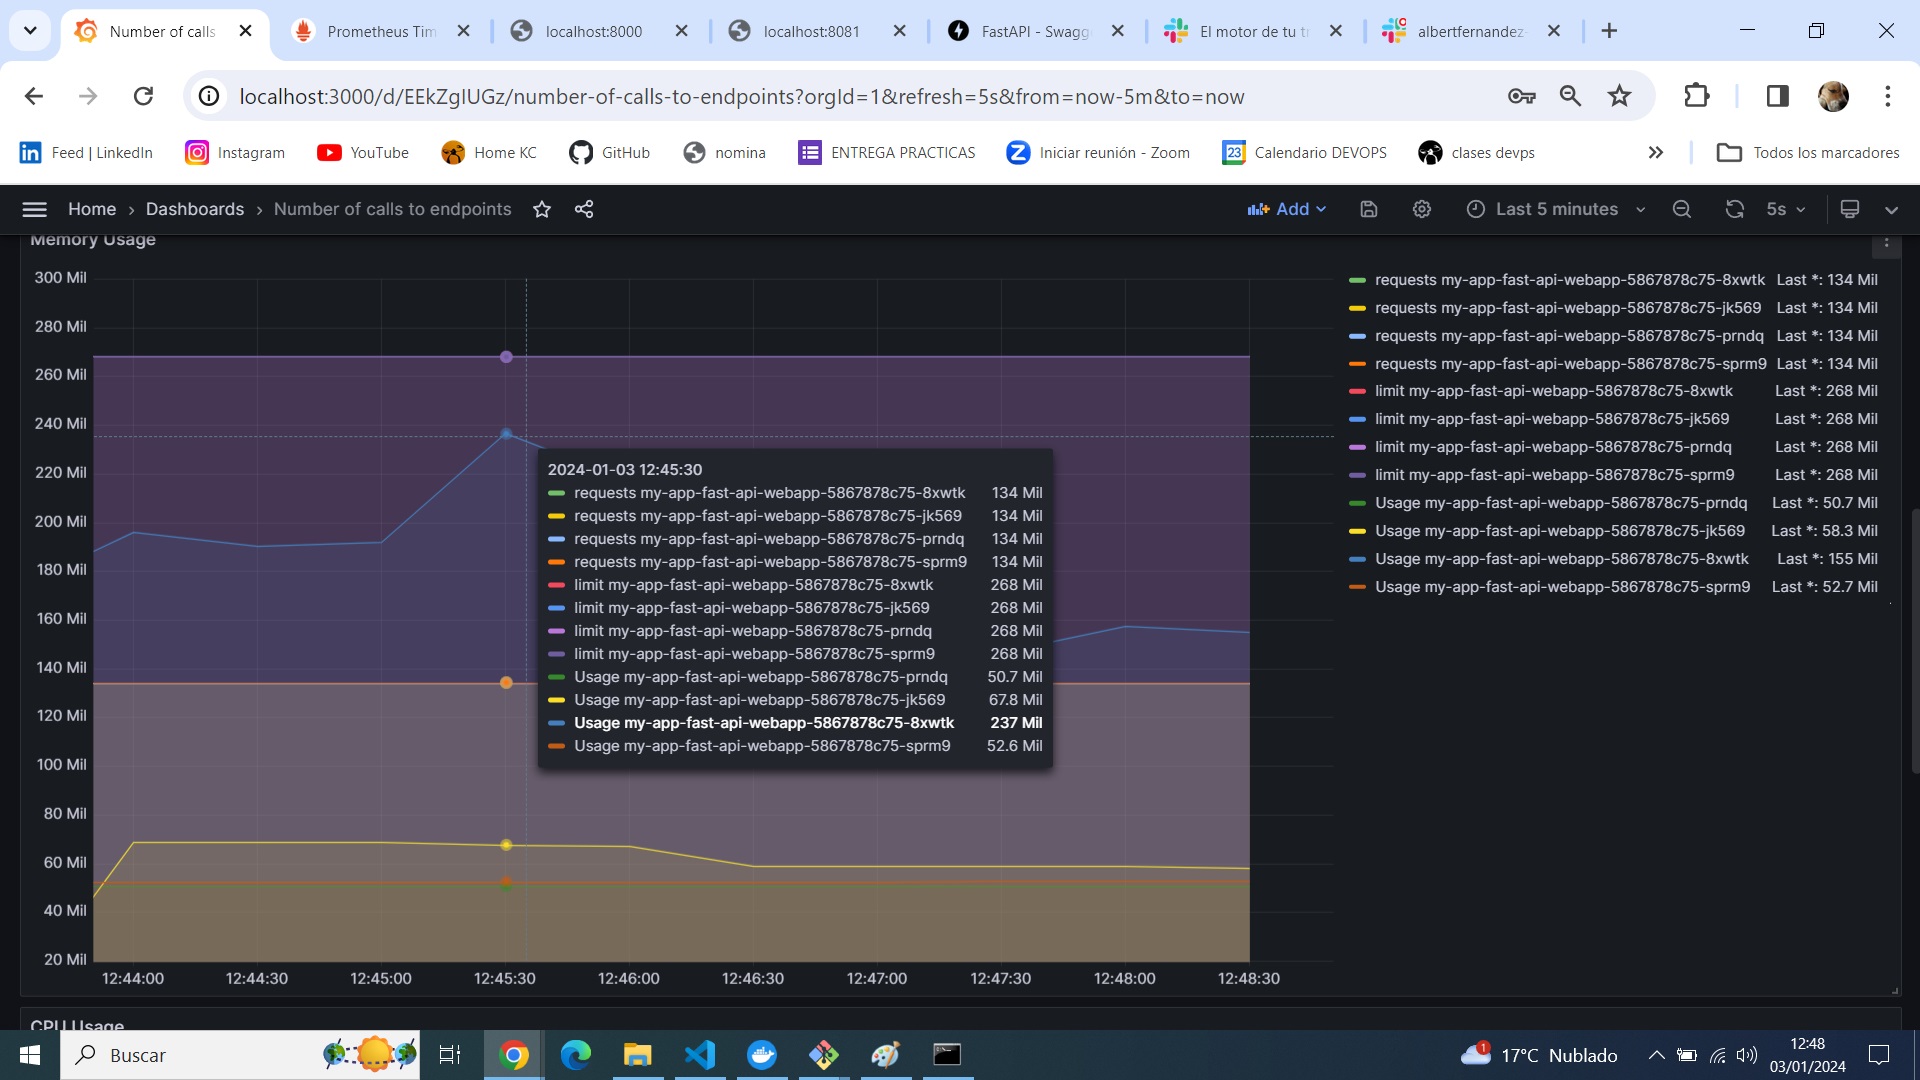 Number of calls
Prometheus Tim
localhost:8000
localhost:8081
FastAPI - Swagg
El motor de tu tr
albertfernandez-
localhost:3000/d/EEkZgIUGz/number-of-calls-to-endpoints?orgId=1&refresh=5s&from=now-5m&to=now
Feed | LinkedIn
Instagram
YouTube
Home KC
GitHub
nomina
ENTREGA PRACTICAS
Iniciar reunión - Zoom
23
Calendario DEVOPS
clases devps
Todos los marcadores
Home › Dashboards › Number of calls to endpoints
Add
Last 5 minutes
5s
Memory Usage
300 Mil
280 Mil
260 Mil
240 Mil
220 Mil
200 Mil
180 Mil
160 Mil
140 Mil
120 Mil
100 Mil
80 Mil
60 Mil
40 Mil
20 Mil
12:44:00
12:44:30
12:45:00
12:45:30
12:46:00
12:46:30
12:47:00
12:47:30
12:48:00
12:48:30
2024-01-03 12:45:30
requests my-app-fast-api-webapp-5867878c75-8xwtk 134 Mil
requests my-app-fast-api-webapp-5867878c75-jk569 134 Mil
requests my-app-fast-api-webapp-5867878c75-prndq 134 Mil
requests my-app-fast-api-webapp-5867878c75-sprm9 134 Mil
limit my-app-fast-api-webapp-5867878c75-8xwtk 268 Mil
limit my-app-fast-api-webapp-5867878c75-jk569 268 Mil
limit my-app-fast-api-webapp-5867878c75-prndq 268 Mil
limit my-app-fast-api-webapp-5867878c75-sprm9 268 Mil
Usage my-app-fast-api-webapp-5867878c75-prndq 50.7 Mil
Usage my-app-fast-api-webapp-5867878c75-jk569 67.8 Mil
Usage my-app-fast-api-webapp-5867878c75-8xwtk 237 Mil
Usage my-app-fast-api-webapp-5867878c75-sprm9 52.6 Mil
requests my-app-fast-api-webapp-5867878c75-8xwtk Last *: 134 Mil
requests my-app-fast-api-webapp-5867878c75-jk569 Last *: 134 Mil
requests my-app-fast-api-webapp-5867878c75-prndq Last *: 134 Mil
requests my-app-fast-api-webapp-5867878c75-sprm9 Last *: 134 Mil
limit my-app-fast-api-webapp-5867878c75-8xwtk Last *: 268 Mil
limit my-app-fast-api-webapp-5867878c75-jk569 Last *: 268 Mil
limit my-app-fast-api-webapp-5867878c75-prndq Last *: 268 Mil
limit my-app-fast-api-webapp-5867878c75-sprm9 Last *: 268 Mil
Usage my-app-fast-api-webapp-5867878c75-prndq Last *: 50.7 Mil
Usage my-app-fast-api-webapp-5867878c75-jk569 Last *: 58.3 Mil
Usage my-app-fast-api-webapp-5867878c75-8xwtk Last *: 155 Mil
Usage my-app-fast-api-webapp-5867878c75-sprm9 Last *: 52.7 Mil
CPU Usage
Buscar
1
17°C Nublado
12:48
03/01/2024